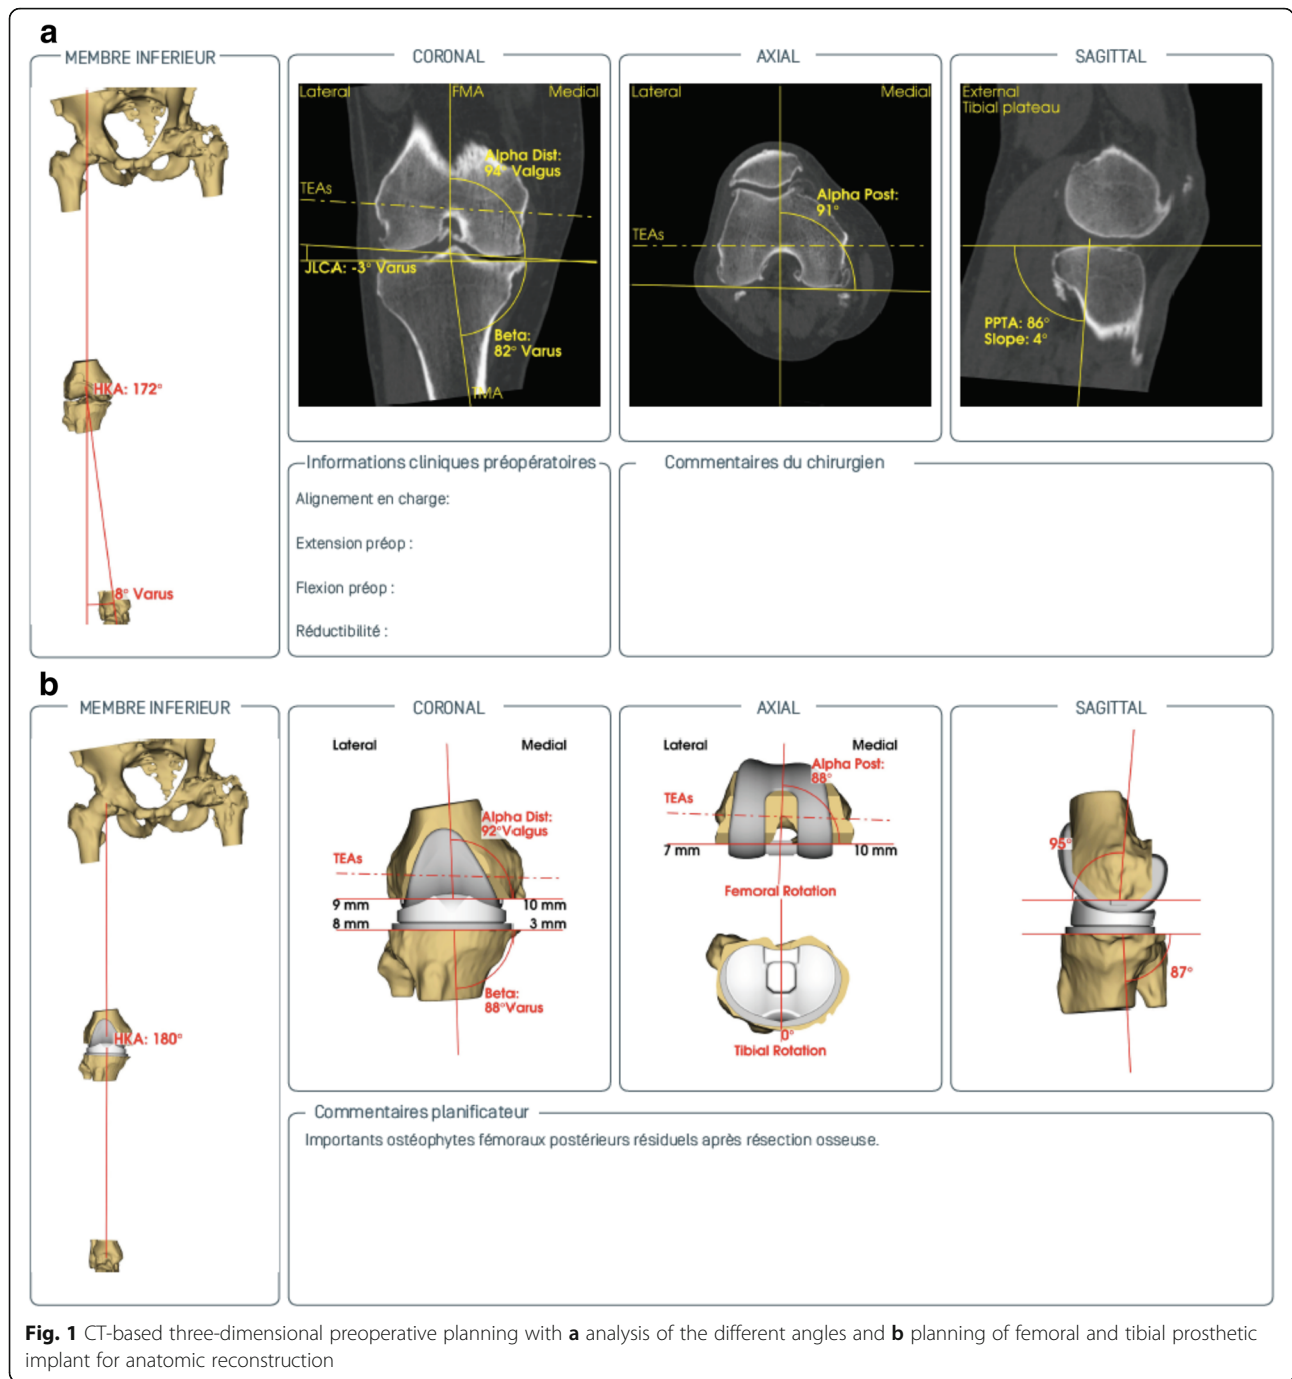 a
MEMBRE INFERIEUR
HKA: 172°
8° Varus
CORONAL
Lateral
FMA
Medial
Alpha Dist:
94° Valgus
TEAs
JLCA: -3° Varus
Beta:
82° Varus
TMA
AXIAL
Lateral
Medial
Alpha Post:
91°
TEAs
SAGITTAL
External
Tibial plateau
PPTA: 86°
Slope: 4°
Informations cliniques préopératoires
Alignement en charge:
Extension préop :
Flexion préop :
Réductibilité :
Commentaires du chirurgien
b
MEMBRE INFERIEUR
HKA: 180°
CORONAL
Lateral
Medial
Alpha Dist:
92°Valgus
TEAs
9 mm
10 mm
8 mm
3 mm
Beta:
88°Varus
AXIAL
Lateral
Medial
Alpha Post:
88°
TEAs
7 mm
10 mm
Femoral Rotation
0°
Tibial Rotation
SAGITTAL
95°
87°
Commentaires planificateur
Importants ostéophytes fémoraux postérieurs résiduels après résection osseuse.
Fig. 1 CT-based three-dimensional preoperative planning with a analysis of the different angles and b planning of femoral and tibial prosthetic
implant for anatomic reconstruction